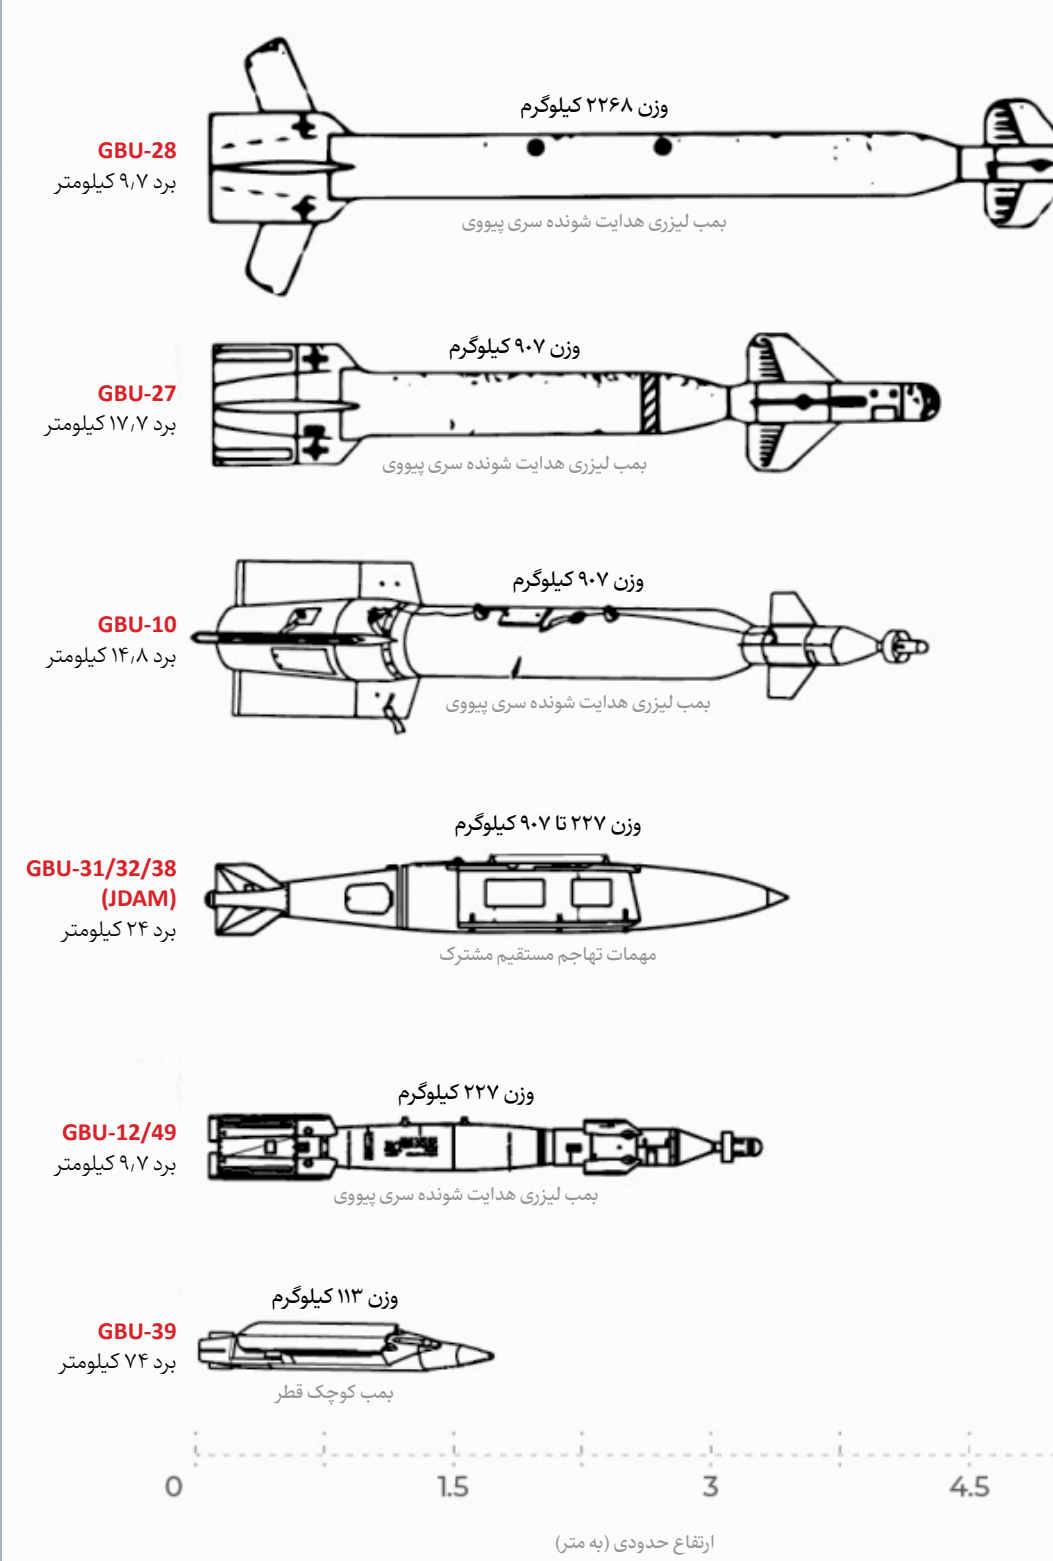 وزن ۲۲۶۸ کیلوگرم
GBU-28
برد ۹٫۷ کیلومتر
بمب لیزری هدایت شونده سری پیووی
وزن ۹۰۷ کیلوگرم
GBU-27
برد ۱۷٫۷ کیلومتر
بمب لیزری هدایت شونده سری پیووی
وزن ۹۰۷ کیلوگرم
GBU-10
برد ۱۴٫۸ کیلومتر
بمب لیزری هدایت شونده سری پیووی
وزن ۲۲۷ تا ۹۰۷ کیلوگرم
GBU-31/32/38
(JDAM)
برد ۲۴ کیلومتر
مهمات تهاجم مستقیم مشترک
وزن ۲۲۷ کیلوگرم
GBU-12/49
برد ۹٫۷ کیلومتر
بمب لیزری هدایت شونده سری پیووی
وزن ۱۱۳ کیلوگرم
GBU-39
برد ۷۴ کیلومتر
بمب کوچک قطر
0 1.5 3 4.5
ارتفاع حدودی (به متر)